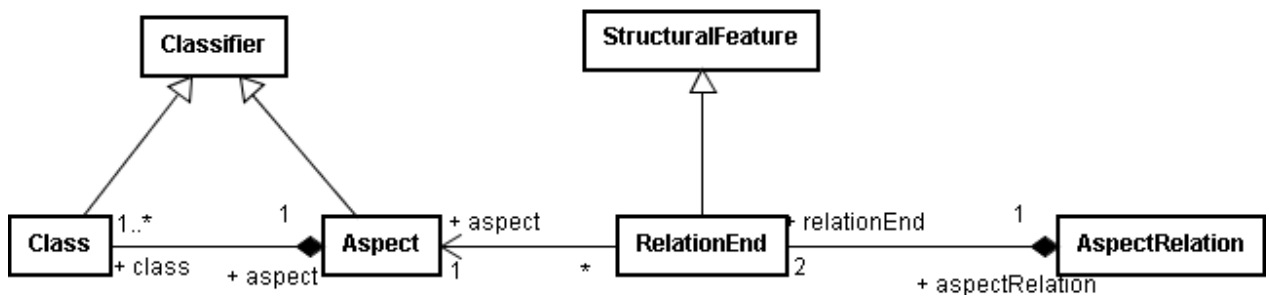 Classifier
StructuralFeature
1..*
1
+ aspect
+ relationEnd
1
Class
Aspect
RelationEnd
AspectRelation
+ class
+ aspect
1
*
2
+ aspectRelation